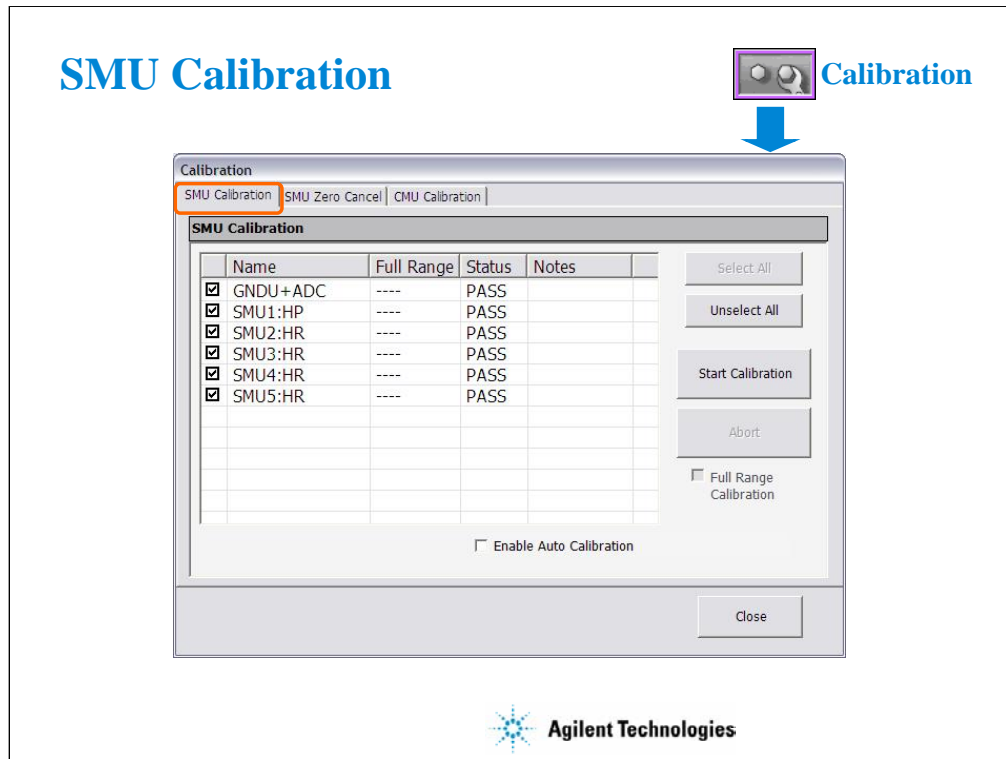 SMU Calibration
Calibration
Calibration
SMU Calibration SMU Zero Cancel CMU Calibration
SMU Calibration
Name Full Range Status Notes
GNDU+ADC ---- PASS
SMU1:HP ---- PASS
SMU2:HR ---- PASS
SMU3:HR ---- PASS
SMU4:HR ---- PASS
SMU5:HR ---- PASS
Select All
Unselect All
Start Calibration
Abort
Full Range
Calibration
Enable Auto Calibration
Close
Agilent Technologies